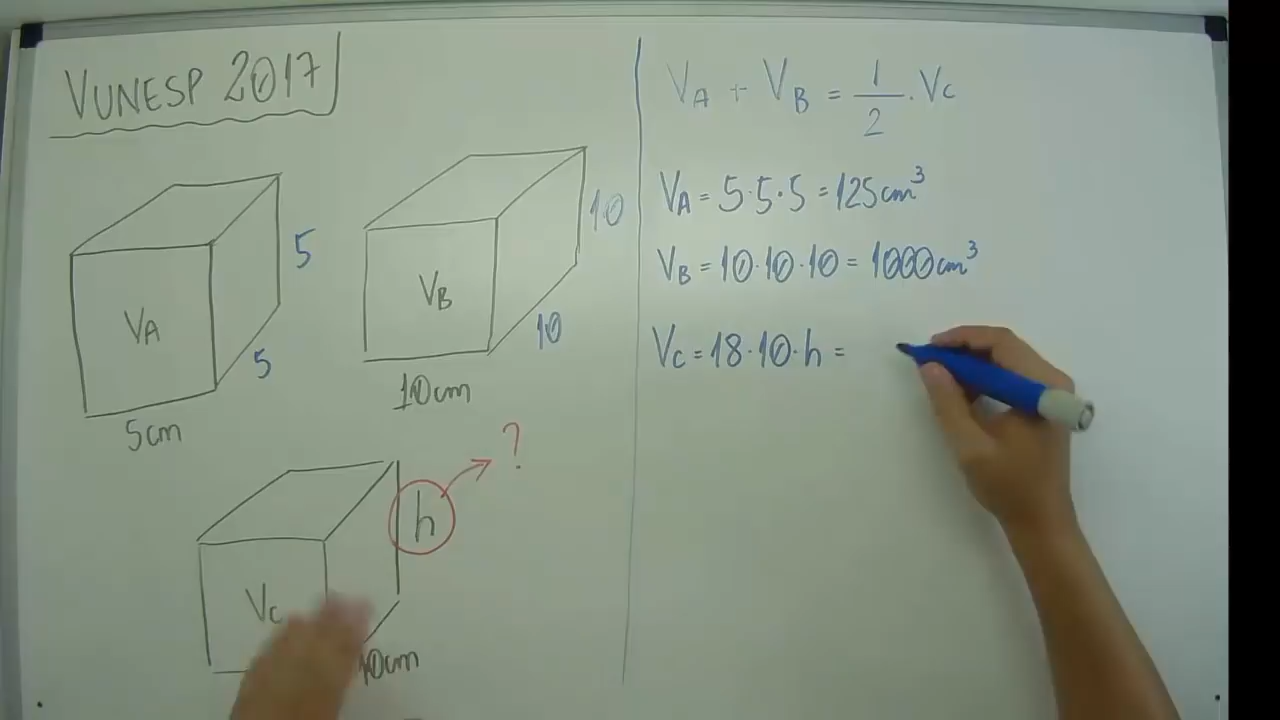 VUNESP 2017
VA
5
5
5cm
VB
10
10
10cm
h
?
Vc
10cm
VA + VB = 1/2 . Vc
VA = 5.5.5 = 125cm³
VB = 10.10.10 = 1000cm³
Vc = 18.10.h =